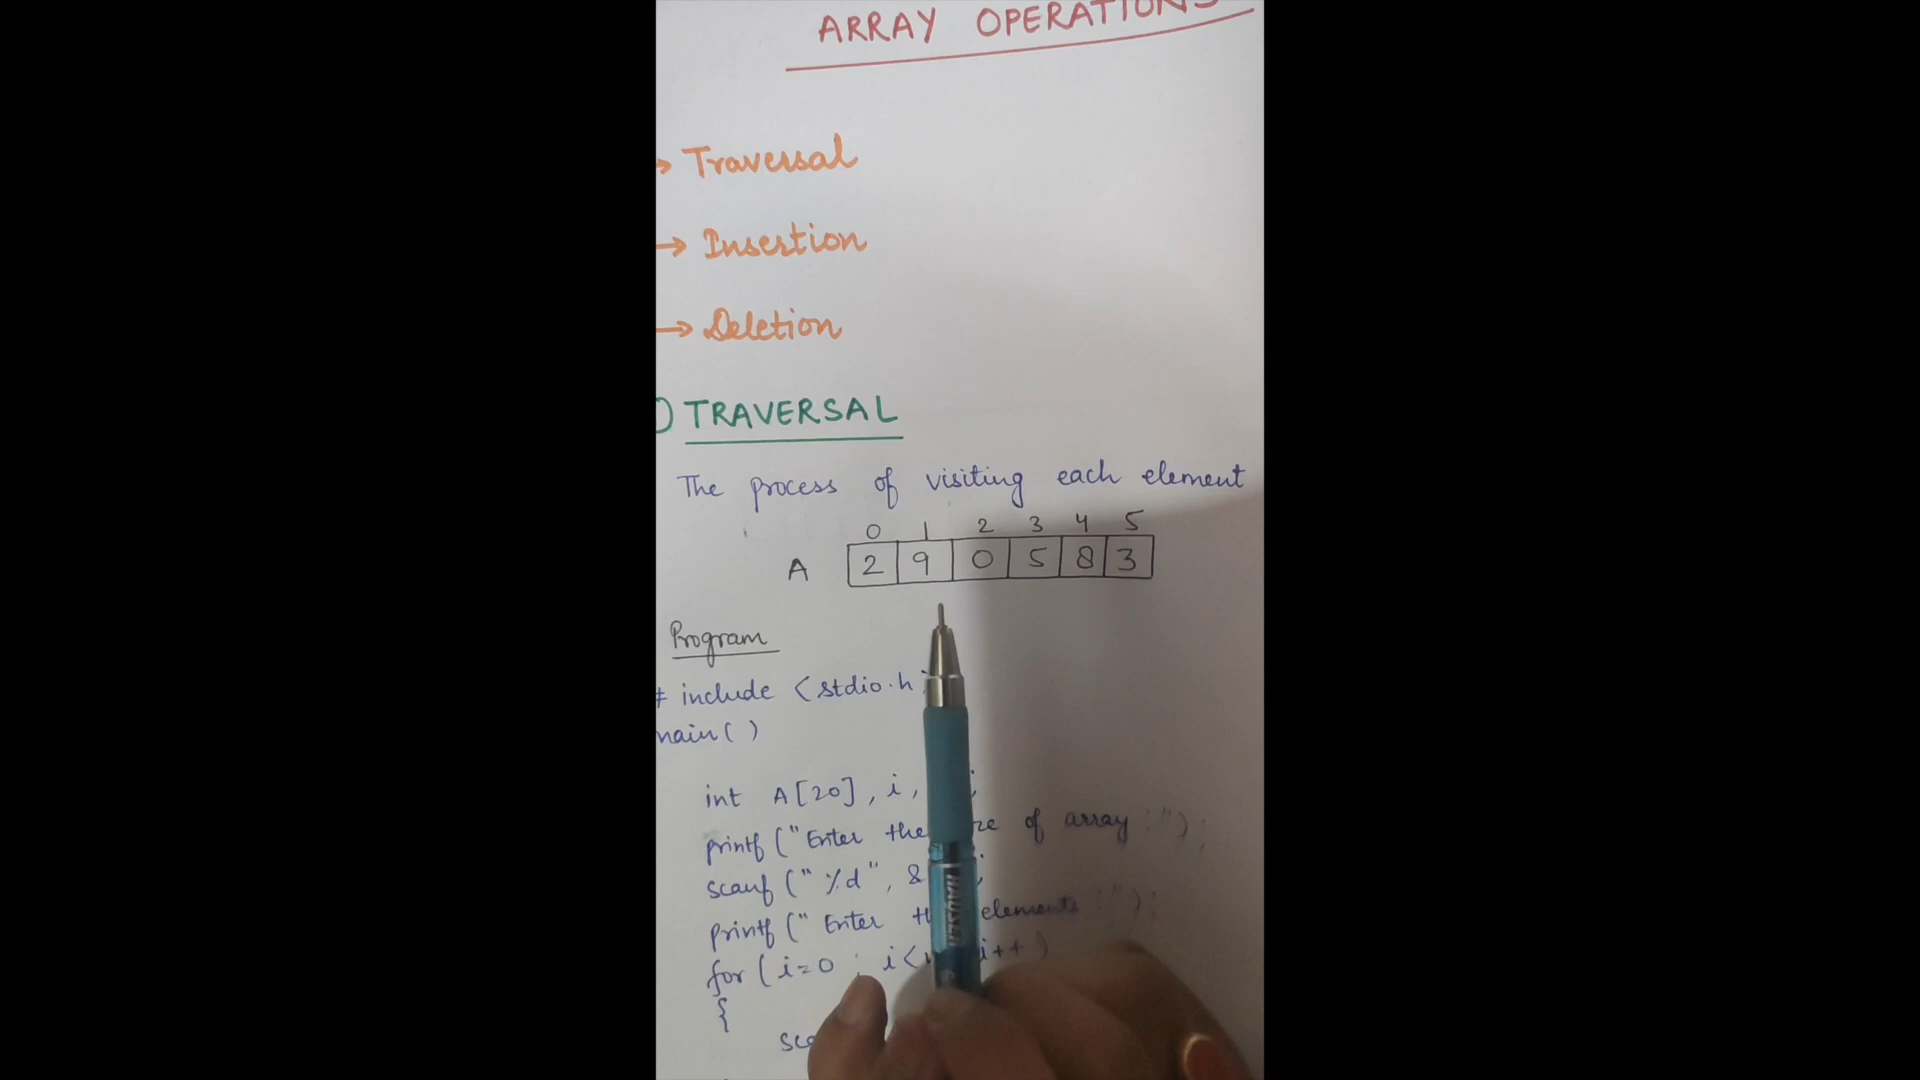 ARRAY OPERATIONS
→ Traversal
→ Insertion
→ Deletion
) TRAVERSAL
The process of visiting each element
0 1 2 3 4 5
A 2 9 0 5 8 3
Program
# include <stdio.h
main( )
int A[20], i, ;
printf ("Enter the of array :");
scanf ("%d", & ;
printf ("Enter elements :");
for (i=0 ; i< i++)
{
HAUSER